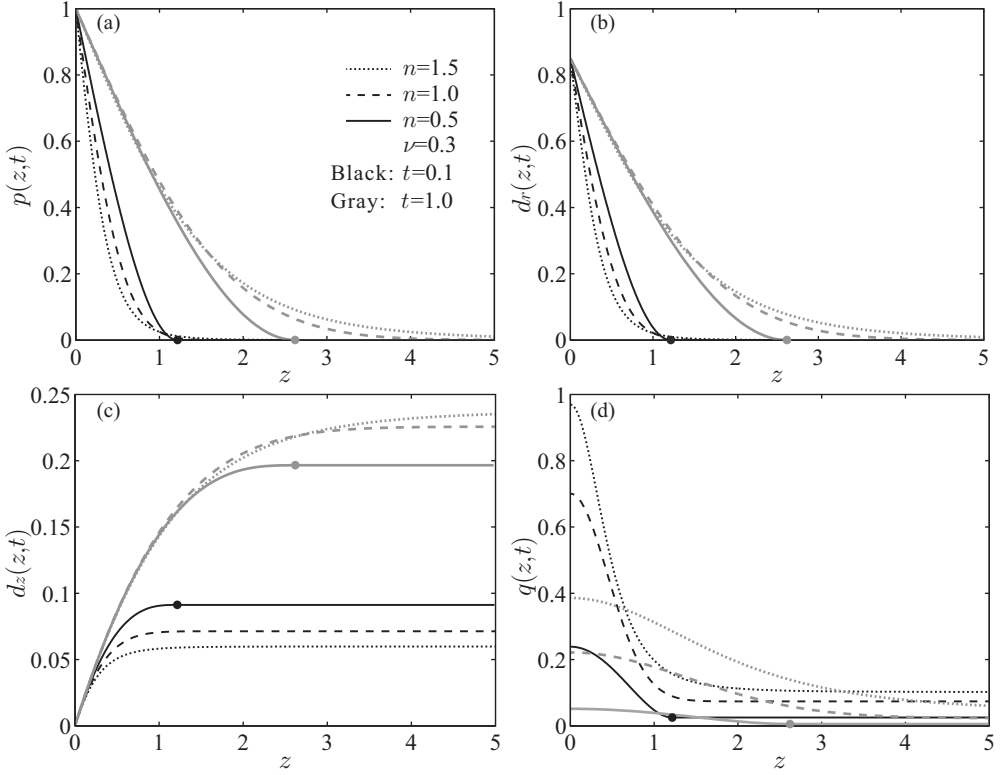 (a)
1
0.8
0.6
0.4
0.2
0
p(z,t)
n=1.5
n=1.0
n=0.5
ν=0.3
Black: t=0.1
Gray: t=1.0
0 1 2 3 4 5
z
(b)
1
0.8
0.6
0.4
0.2
0
dr(z,t)
0 1 2 3 4 5
z
(c)
0.25
0.2
0.15
0.1
0.05
0
dz(z,t)
0 1 2 3 4 5
z
(d)
1
0.8
0.6
0.4
0.2
0
q(z,t)
0 1 2 3 4 5
z